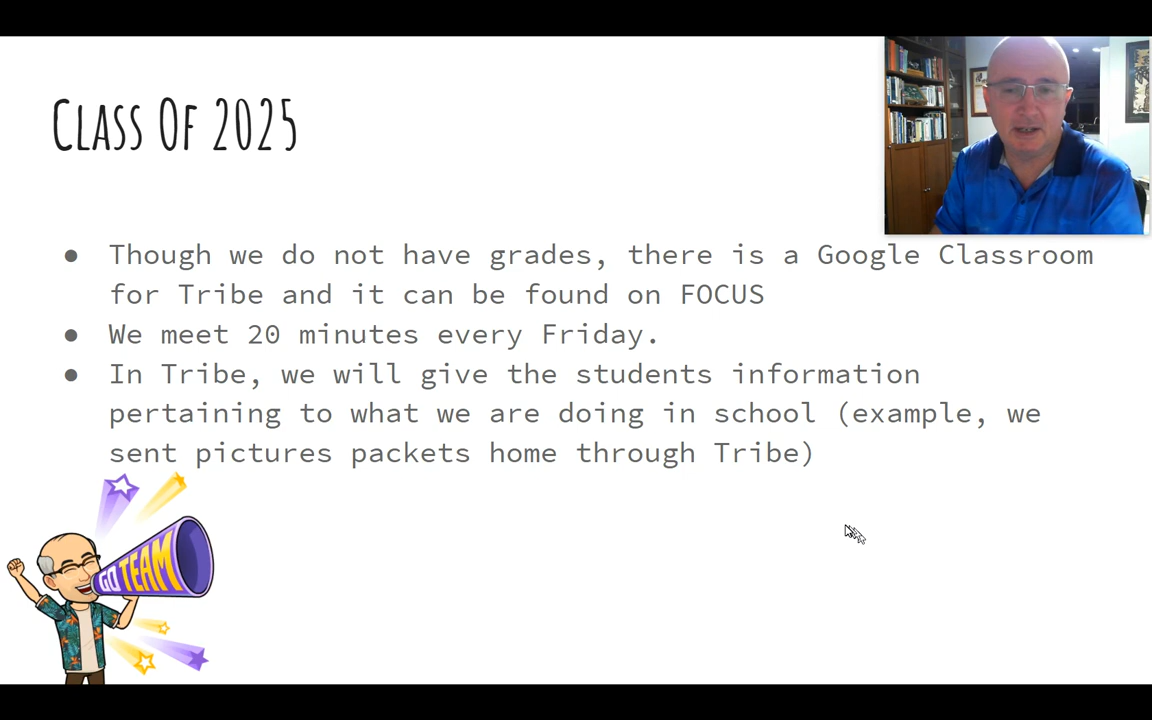 Class Of 2025
● Though we do not have grades, there is a Google Classroom
for Tribe and it can be found on FOCUS
● We meet 20 minutes every Friday.
● In Tribe, we will give the students information
pertaining to what we are doing in school (example, we
sent pictures packets home through Tribe)
GO TEAM